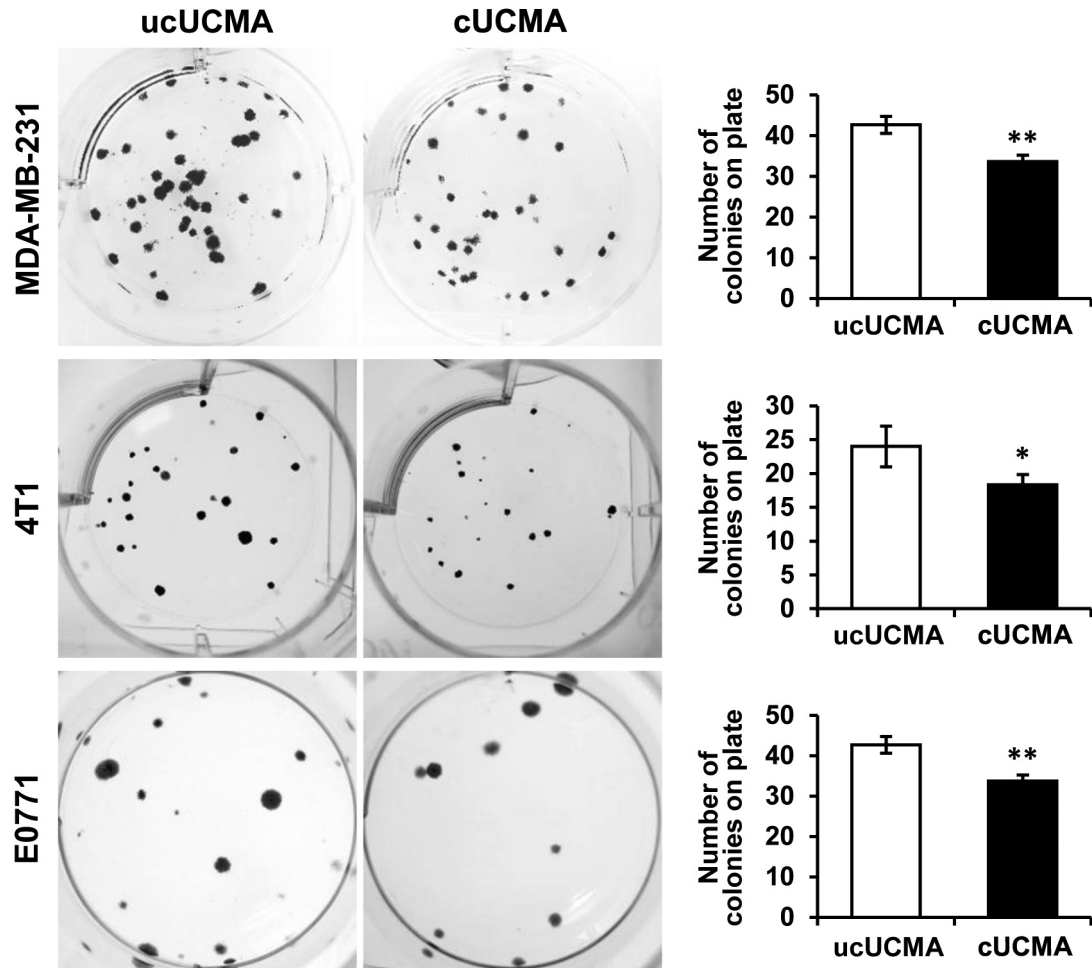 ucUCMA
cUCMA
MDA-MB-231
Number of
colonies on plate
50
40
30
20
10
0
**
ucUCMA
cUCMA
4T1
Number of
colonies on plate
30
25
20
15
10
5
0
*
ucUCMA
cUCMA
E0771
Number of
colonies on plate
50
40
30
20
10
0
**
ucUCMA
cUCMA